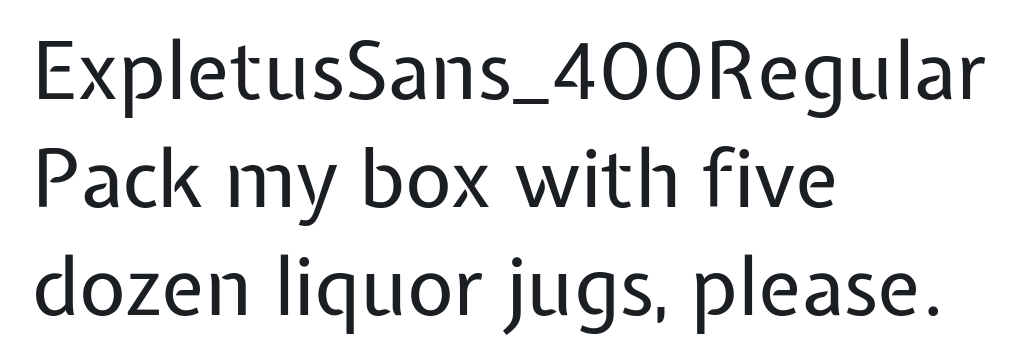 ExpletusSans_400Regular
Pack my box with five
dozen liquor jugs, please.